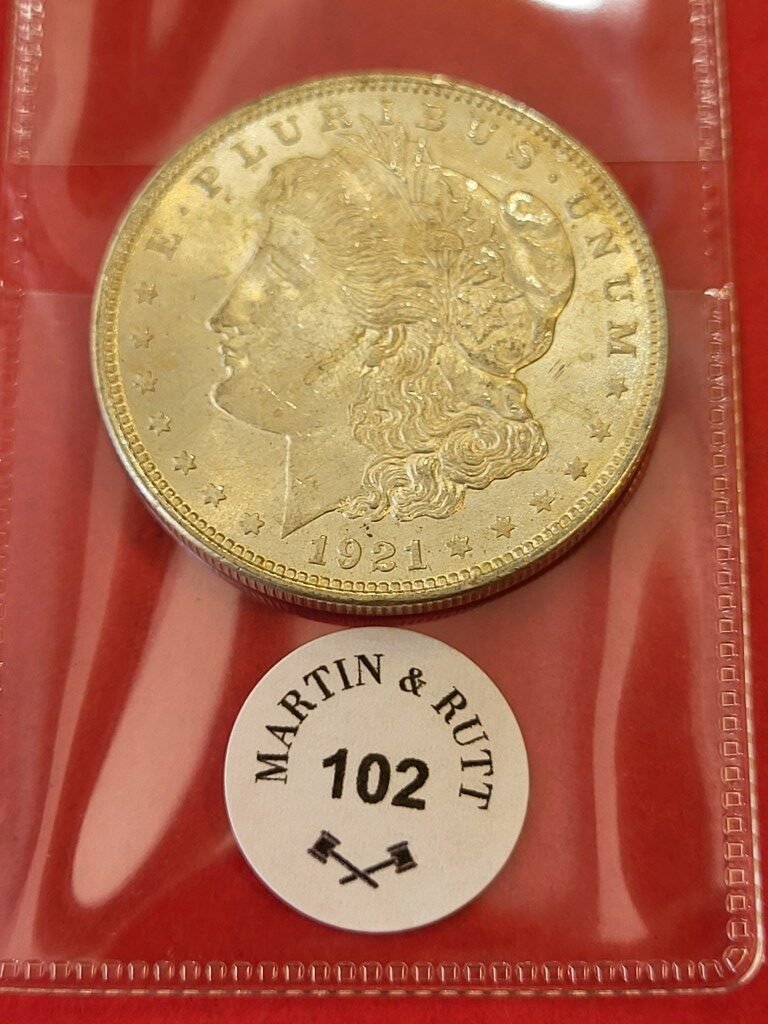 E · PLURIBUS · UNUM
1921
MARTIN & RUTT
102